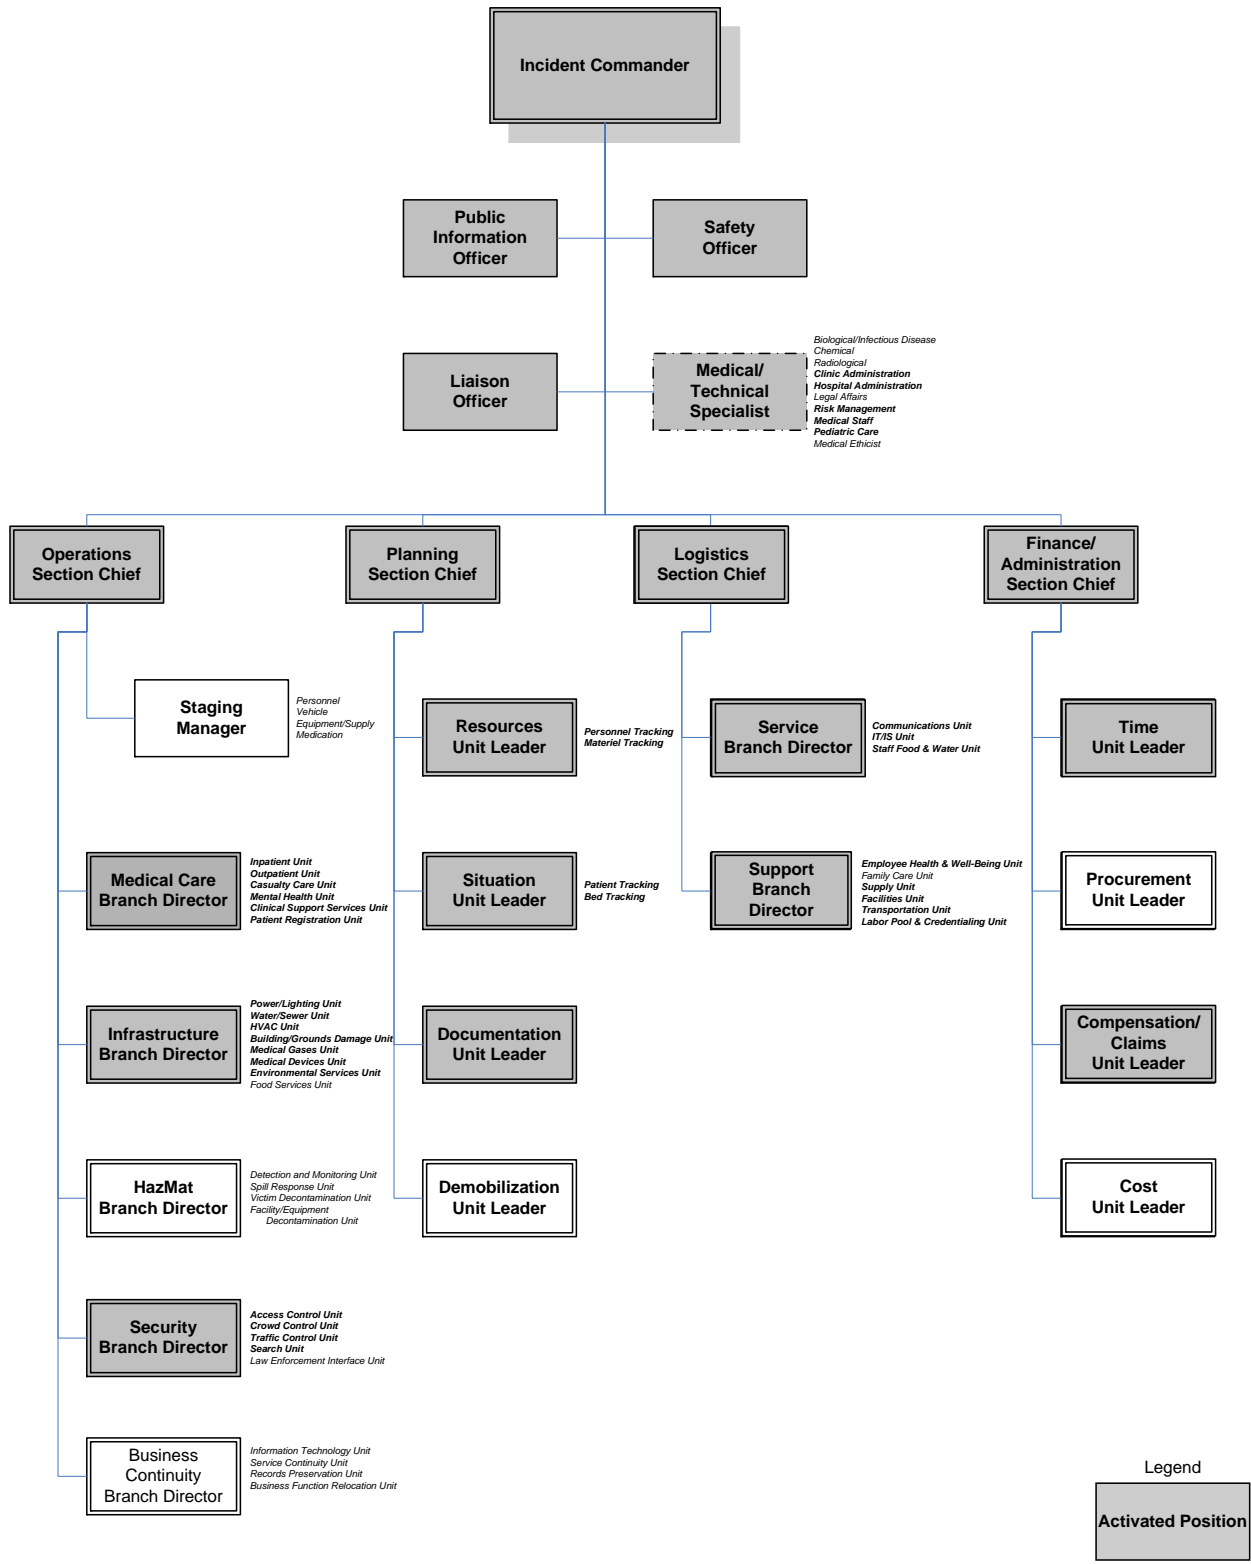 Incident Commander
Public
Information
Officer
Safety
Officer
Liaison
Officer
Medical/
Technical
Specialist
Biological/Infectious Disease
Chemical
Radiological
Clinic Administration
Hospital Administration
Legal Affairs
Risk Management
Medical Staff
Pediatric Care
Medical Ethicist
Operations
Section Chief
Planning
Section Chief
Logistics
Section Chief
Finance/
Administration
Section Chief
Staging
Manager
Personnel
Vehicle
Equipment/Supply
Medication
Resources
Unit Leader
Personnel Tracking
Materiel Tracking
Service
Branch Director
Communications Unit
IT/IS Unit
Staff Food & Water Unit
Time
Unit Leader
Medical Care
Branch Director
Inpatient Unit
Outpatient Unit
Casualty Care Unit
Mental Health Unit
Clinical Support Services Unit
Patient Registration Unit
Situation
Unit Leader
Patient Tracking
Bed Tracking
Support
Branch
Director
Employee Health & Well-Being Unit
Family Care Unit
Supply Unit
Facilities Unit
Transportation Unit
Labor Pool & Credentialing Unit
Procurement
Unit Leader
Infrastructure
Branch Director
Power/Lighting Unit
Water/Sewer Unit
HVAC Unit
Building/Grounds Damage Unit
Medical Gases Unit
Medical Devices Unit
Environmental Services Unit
Food Services Unit
Documentation
Unit Leader
Compensation/
Claims
Unit Leader
HazMat
Branch Director
Detection and Monitoring Unit
Spill Response Unit
Victim Decontamination Unit
Facility/Equipment
Decontamination Unit
Demobilization
Unit Leader
Cost
Unit Leader
Security
Branch Director
Access Control Unit
Crowd Control Unit
Traffic Control Unit
Search Unit
Law Enforcement Interface Unit
Business
Continuity
Branch Director
Information Technology Unit
Service Continuity Unit
Records Preservation Unit
Business Function Relocation Unit
Legend
Activated Position